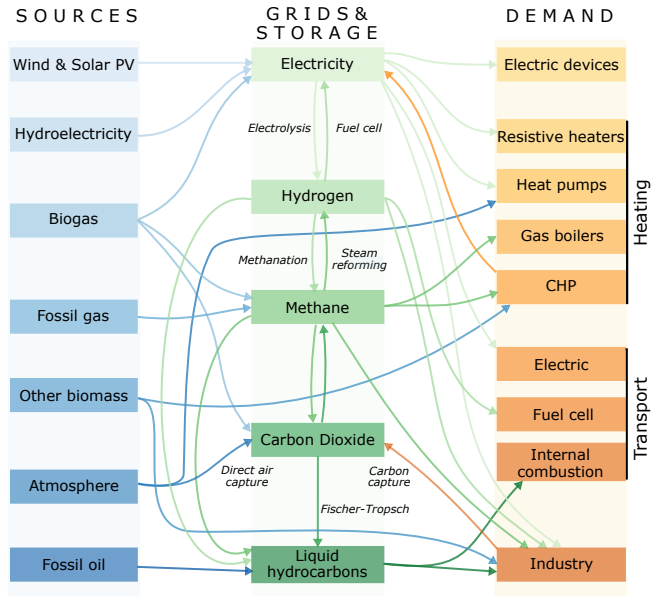 SOURCES
GRIDS &
STORAGE
DEMAND
Wind & Solar PV
Electricity
Electric devices
Hydroelectricity
Electrolysis
Fuel cell
Resistive heaters
Heat pumps
Hydrogen
Biogas
Gas boilers
Heating
Methanation
Steam
reforming
CHP
Fossil gas
Methane
Electric
Other biomass
Fuel cell
Transport
Carbon Dioxide
Internal
combustion
Direct air
capture
Carbon
capture
Atmosphere
Fischer-Tropsch
Fossil oil
Liquid
hydrocarbons
Industry